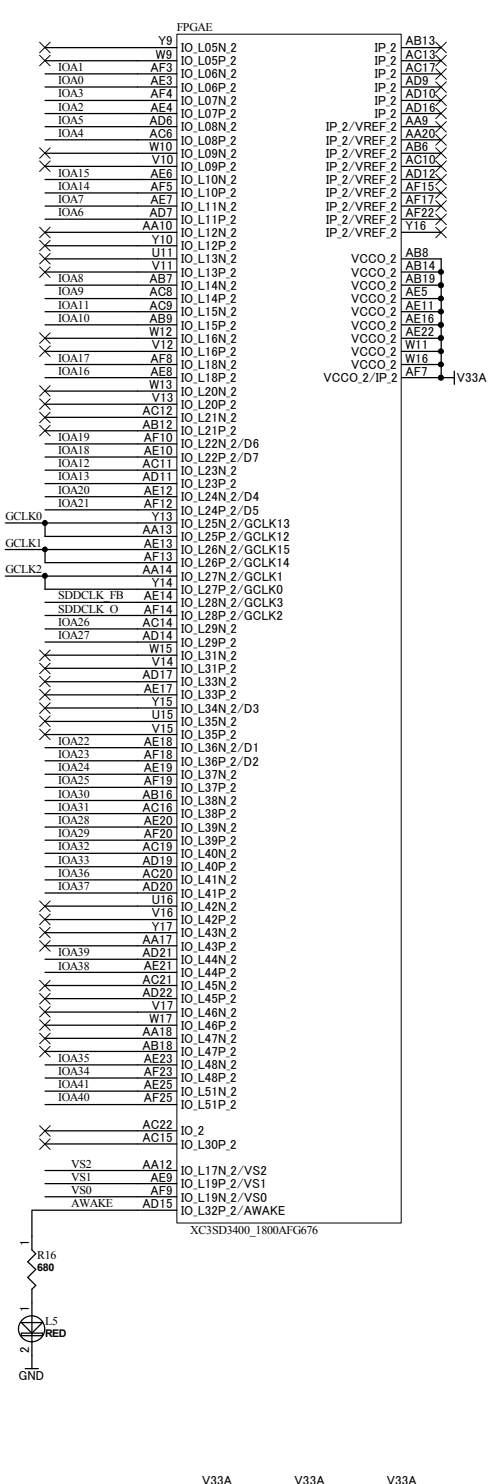 FPGAE
Y9 IO_L05N_2 IP_2 AB13
W9 IO_L05P_2 IP_2 AC13
IOA1 AF3 IO_L06N_2 IP_2 AC17
IOA0 AE3 IO_L06P_2 IP_2 AD9
IOA3 AF4 IO_L07N_2 IP_2 AD10
IOA2 AE4 IO_L07P_2 IP_2 AD16
IOA5 AD6 IO_L08N_2 IP_2/VREF_2 AA9
IOA4 AC6 IO_L08P_2 IP_2/VREF_2 AA20
W10 IO_L09N_2 IP_2/VREF_2 AB6
V10 IO_L09P_2 IP_2/VREF_2 AC10
IOA15 AE6 IO_L10N_2 IP_2/VREF_2 AD12
IOA14 AF5 IO_L10P_2 IP_2/VREF_2 AF15
IOA7 AE7 IO_L11N_2 IP_2/VREF_2 AF17
IOA6 AD7 IO_L11P_2 IP_2/VREF_2 AF22
AA10 IO_L12N_2 IP_2/VREF_2 Y16
Y10 IO_L12P_2
U11 IO_L13N_2 VCCO_2 AB8
V11 IO_L13P_2 VCCO_2 AB14
IOA8 AB7 IO_L14N_2 VCCO_2 AB19
IOA9 AC8 IO_L14P_2 VCCO_2 AE5
IOA11 AC9 IO_L15N_2 VCCO_2 AE11
IOA10 AB9 IO_L15P_2 VCCO_2 AE16
W12 IO_L16N_2 VCCO_2 AE22
V12 IO_L16P_2 VCCO_2 W11
IOA17 AF8 IO_L18N_2 VCCO_2 W16
IOA16 AE8 IO_L18P_2 VCCO_2/IP_2 AF7 V33A
W13 IO_L20N_2
V13 IO_L20P_2
AC12 IO_L21N_2
AB12 IO_L21P_2
IOA19 AF10 IO_L22N_2/D6
IOA18 AE10 IO_L22P_2/D7
IOA12 AC11 IO_L23N_2
IOA13 AD11 IO_L23P_2
IOA20 AE12 IO_L24N_2/D4
IOA21 AF12 IO_L24P_2/D5
GCLK0 Y13 IO_L25N_2/GCLK13
AA13 IO_L25P_2/GCLK12
GCLK1 AE13 IO_L26N_2/GCLK15
AF13 IO_L26P_2/GCLK14
GCLK2 AA14 IO_L27N_2/GCLK1
Y14 IO_L27P_2/GCLK0
SDDCLK_FB AE14 IO_L28N_2/GCLK3
SDDCLK_O AF14 IO_L28P_2/GCLK2
IOA26 AC14 IO_L29N_2
IOA27 AD14 IO_L29P_2
W15 IO_L31N_2
V14 IO_L31P_2
AD17 IO_L33N_2
AE17 IO_L33P_2
Y15 IO_L34N_2/D3
U15 IO_L35N_2
V15 IO_L35P_2
IOA22 AE18 IO_L36N_2/D1
IOA23 AF18 IO_L36P_2/D2
IOA24 AE19 IO_L37N_2
IOA25 AF19 IO_L37P_2
IOA30 AB16 IO_L38N_2
IOA31 AC16 IO_L38P_2
IOA28 AE20 IO_L39N_2
IOA29 AF20 IO_L39P_2
IOA32 AC19 IO_L40N_2
IOA33 AD19 IO_L40P_2
IOA36 AC20 IO_L41N_2
IOA37 AD20 IO_L41P_2
U16 IO_L42N_2
V16 IO_L42P_2
Y17 IO_L43N_2
AA17 IO_L43P_2
IOA39 AD21 IO_L44N_2
IOA38 AE21 IO_L44P_2
AC21 IO_L45N_2
AD22 IO_L45P_2
V17 IO_L46N_2
W17 IO_L46P_2
AA18 IO_L47N_2
AB18 IO_L47P_2
IOA35 AE23 IO_L48N_2
IOA34 AF23 IO_L48P_2
IOA41 AE25 IO_L51N_2
IOA40 AF25 IO_L51P_2
AC22 IO_2
AC15 IO_L30P_2
VS2 AA12 IO_L17N_2/VS2
VS1 AE9 IO_L19P_2/VS1
VS0 AF9 IO_L19N_2/VS0
AWAKE AD15 IO_L32P_2/AWAKE
XC3SD3400_1800AFG676
1
R16
680
1
L5
RED
2
GND
V33A V33A V33A